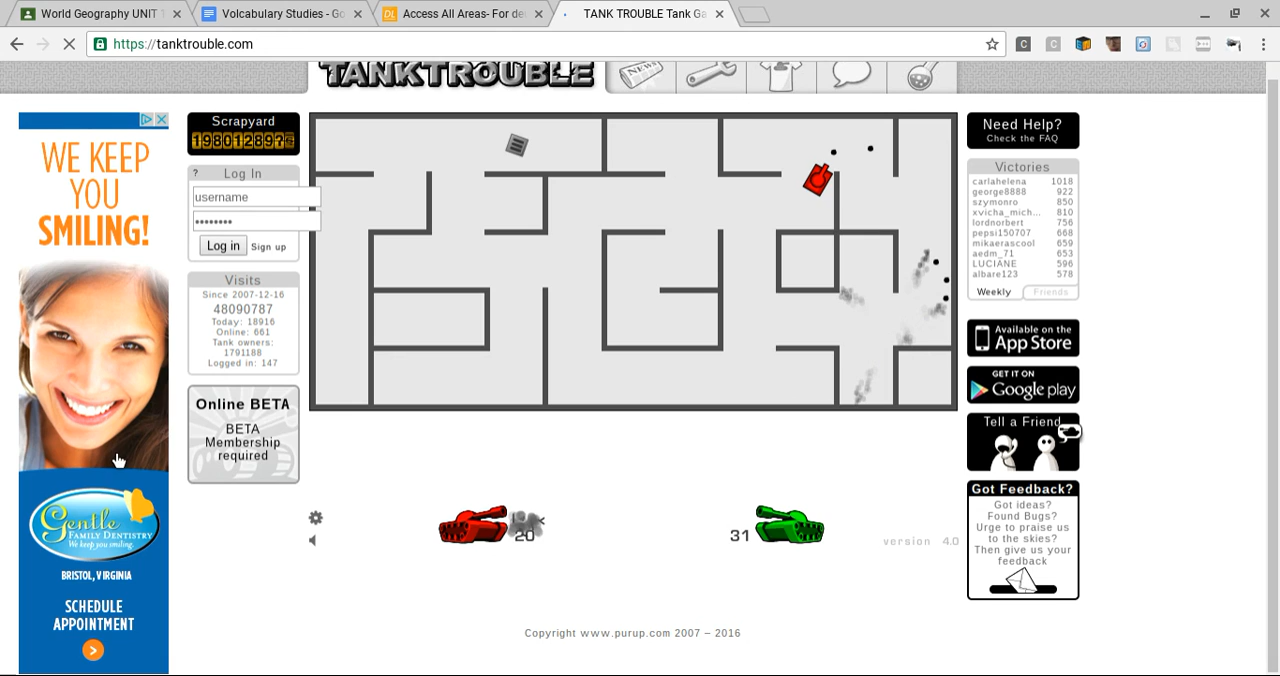 World Geography UNIT 1
Volcabulary Studies - Go
DL Access All Areas- For de
TANK TROUBLE Tank Ga
https://tanktrouble.com
TANKTROUBLE
NEWS
WE KEEP
YOU
SMILING!
Gentle
FAMILY DENTISTRY
We keep you smiling.
BRISTOL, VIRGINIA
SCHEDULE
APPOINTMENT
Scrapyard
? Log In
username
Log in Sign up
Visits
Since 2007-12-16
48090787
Today: 18916
Online: 661
Tank owners:
1791188
Logged in: 147
Online BETA
BETA
Membership
required
20
31
version 4.0
Copyright www.purup.com 2007 – 2016
Need Help?
Check the FAQ
Victories
carlahelena 1018
george8888 922
szymonro 850
xvicha_mich... 810
lordnorbert 756
pepsi150707 668
mikaerascool 659
aedm_71 653
LUCIANE 596
albare123 578
Weekly Friends
Available on the
App Store
GET IT ON
Google play
Tell a Friend
Got Feedback?
Got ideas?
Found Bugs?
Urge to praise us
to the skies?
Then give us your
feedback